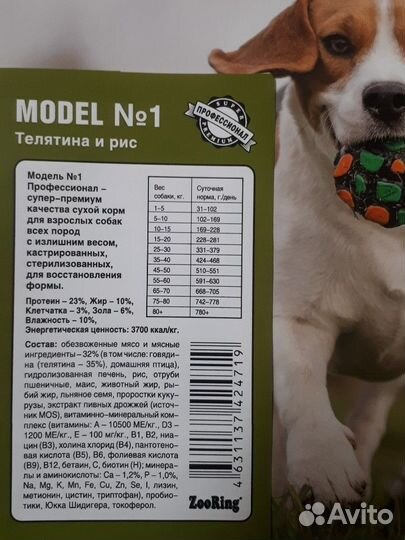 MODEL №1
Телятина и рис
SUPER
ПРОФЕССИОНАЛ
PREMIUM
Модель №1
Профессионал –
супер–премиум
качества сухой корм
для взрослых собак
всех пород
с излишним весом,
кастрированных,
стерилизованных,
для восстановления
формы.
Вес собаки, кг. Суточная норма, г./день
1–5 31–102
5–10 102–169
10–15 169–228
15–20 228–281
25–30 331–379
35–40 424–468
45–50 510–551
55–60 591–630
65–70 668–705
75–80 742–778
80+ 780+
Протеин – 23%, Жир – 10%,
Клетчатка – 3%, Зола – 6%,
Влажность – 10%,
Энергетическая ценность: 3700 ккал/кг.
Состав: обезвоженные мясо и мясные
ингредиенты – 32% (в том числе: говяди-
на (телятина – 35%), домашняя птица),
гидролизованная печень, рис, отруби
пшеничные, маис, животный жир, ры-
бий жир, льняное семя, проростки куку-
рузы, экстракт пивных дрожжей (источ-
ник MOS), витаминно-минеральный ком-
плекс (витамины: А – 10500 МЕ/кг., D3 –
1200 МЕ/кг., Е – 100 мг/кг, В1, В2, ниа-
цин (В3), холина хлорид (В4), пантоте-
новая кислота (В5), В6, фолиевая кислота
(В9), В12, бетаин, С, биотин (Н); минера-
лы и аминокислоты: Са – 1,2%, Р – 1,0%,
Na, Mg, K, Mn, Fe, Cu, Zn, Se, I, лизин,
метионин, цистин, триптофан), пробио-
тики, Юкка Шидигера, токоферол.
4 631137 424719
ZooRing®
Avito